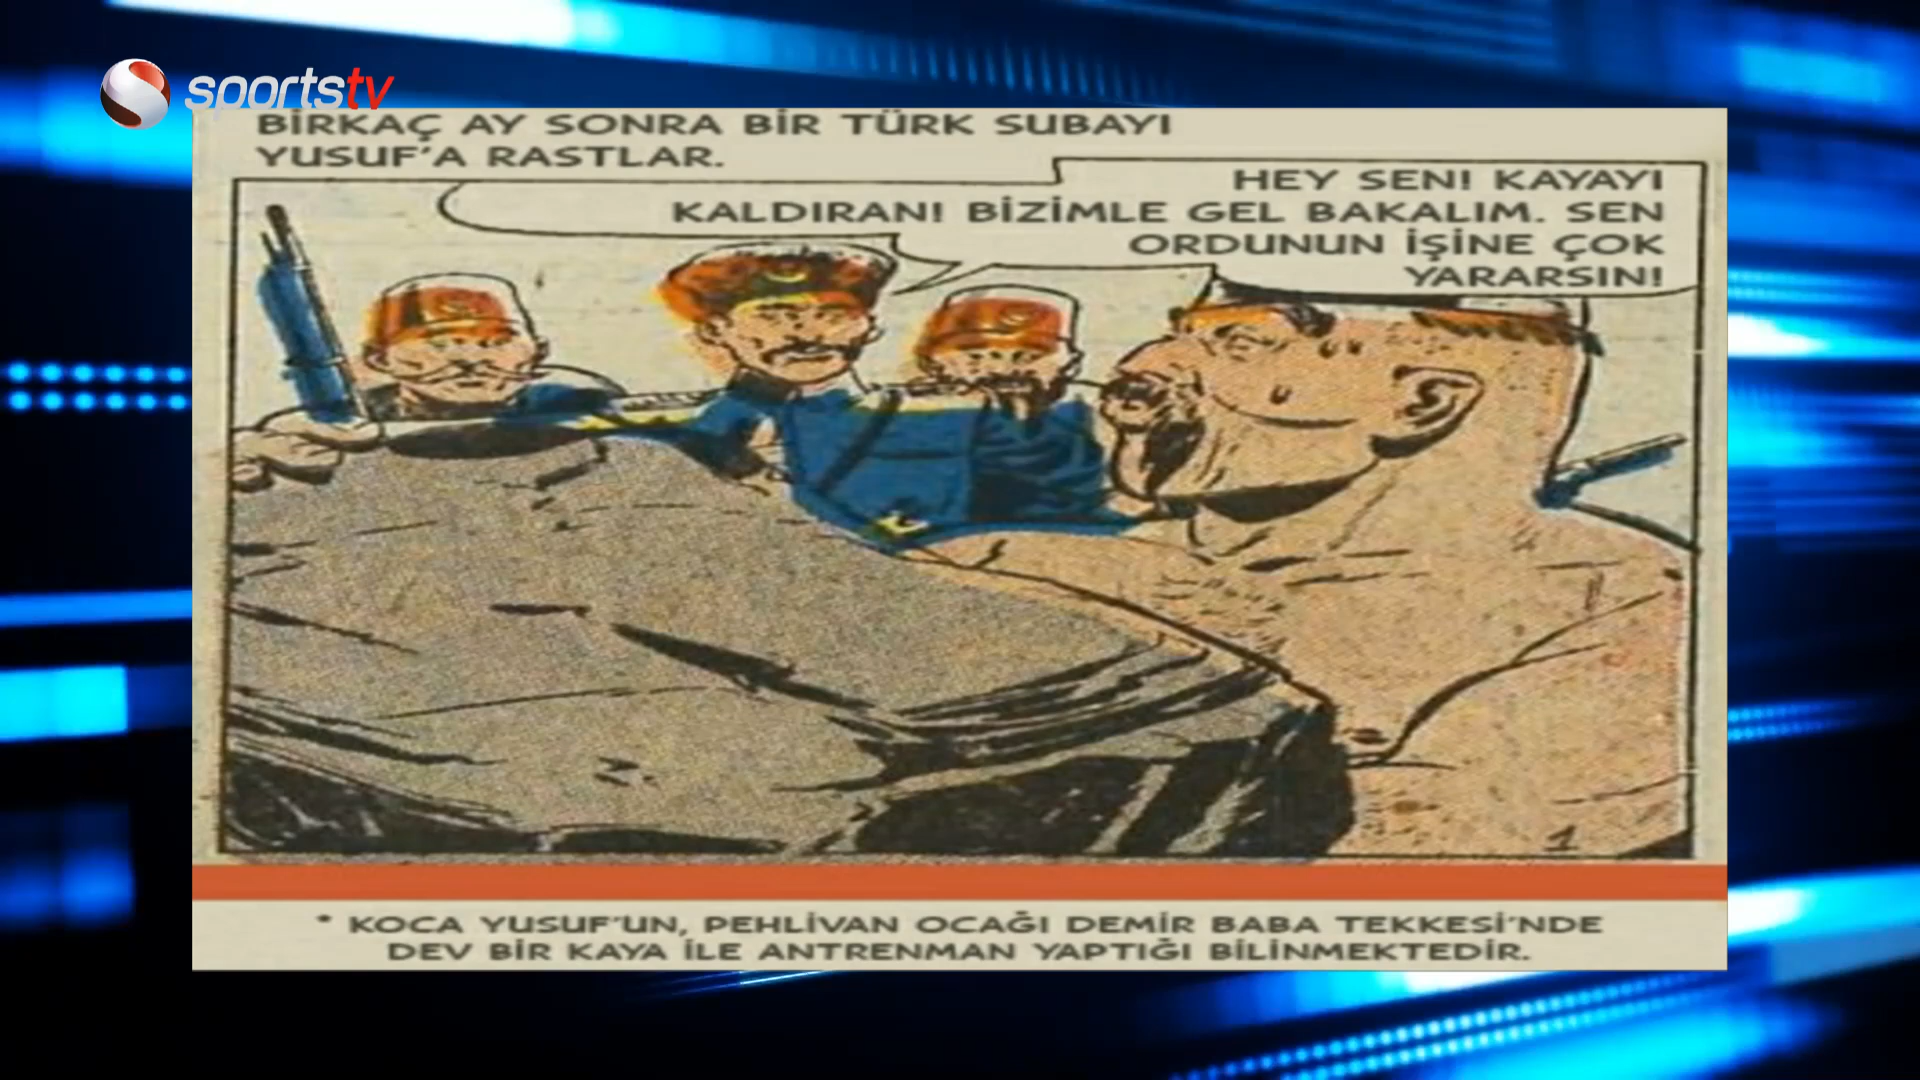 sportstv
BİRKAÇ AY SONRA BİR TÜRK SUBAYI
YUSUF'A RASTLAR.
HEY SEN! KAYAYI
KALDIRAN! BİZİMLE GEL BAKALIM. SEN
ORDUNUN İŞİNE ÇOK
YARARSIN!
1
* KOCA YUSUF'UN, PEHLİVAN OCAĞI DEMİR BABA TEKKESİ'NDE
DEV BİR KAYA İLE ANTRENMAN YAPTIĞI BİLİNMEKTEDİR.